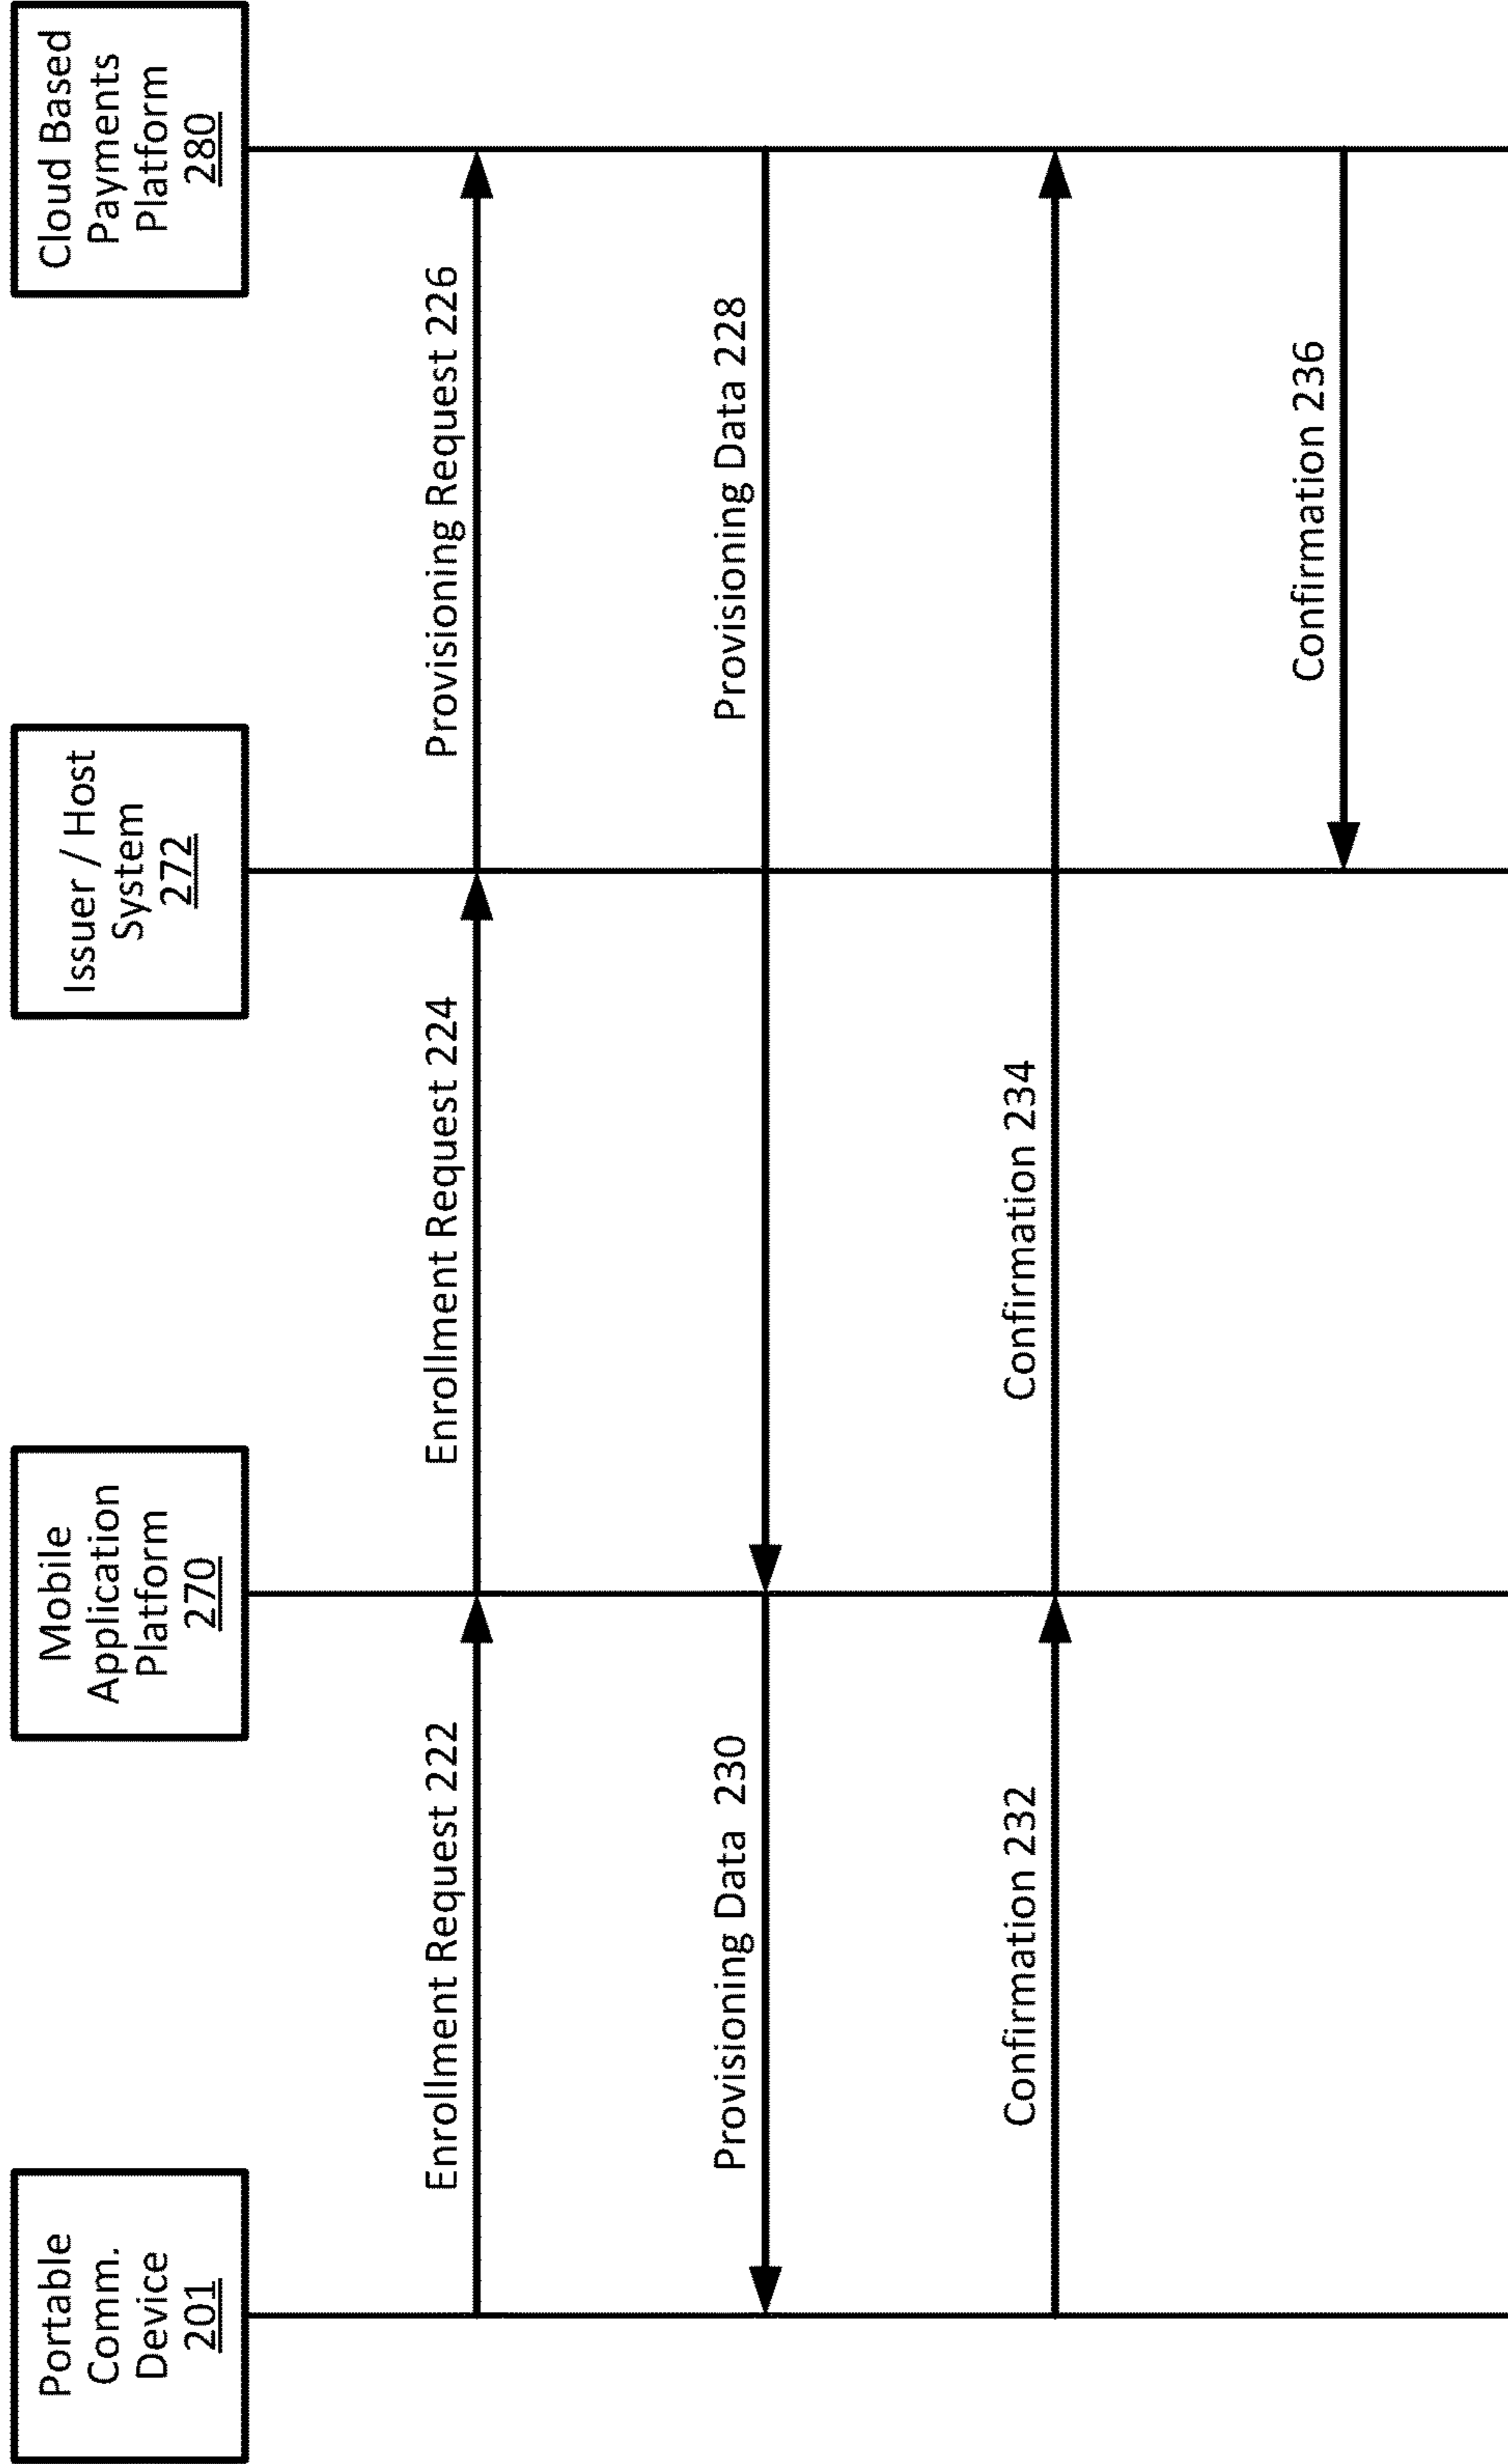 Portable
Comm.
Device
201
Mobile
Application
Platform
270
Issuer / Host
System
272
Cloud Based
Payments
Platform
280
Enrollment Request 222
Enrollment Request 224
Provisioning Request 226
Provisioning Data 230
Provisioning Data 228
Confirmation 232
Confirmation 234
Confirmation 236